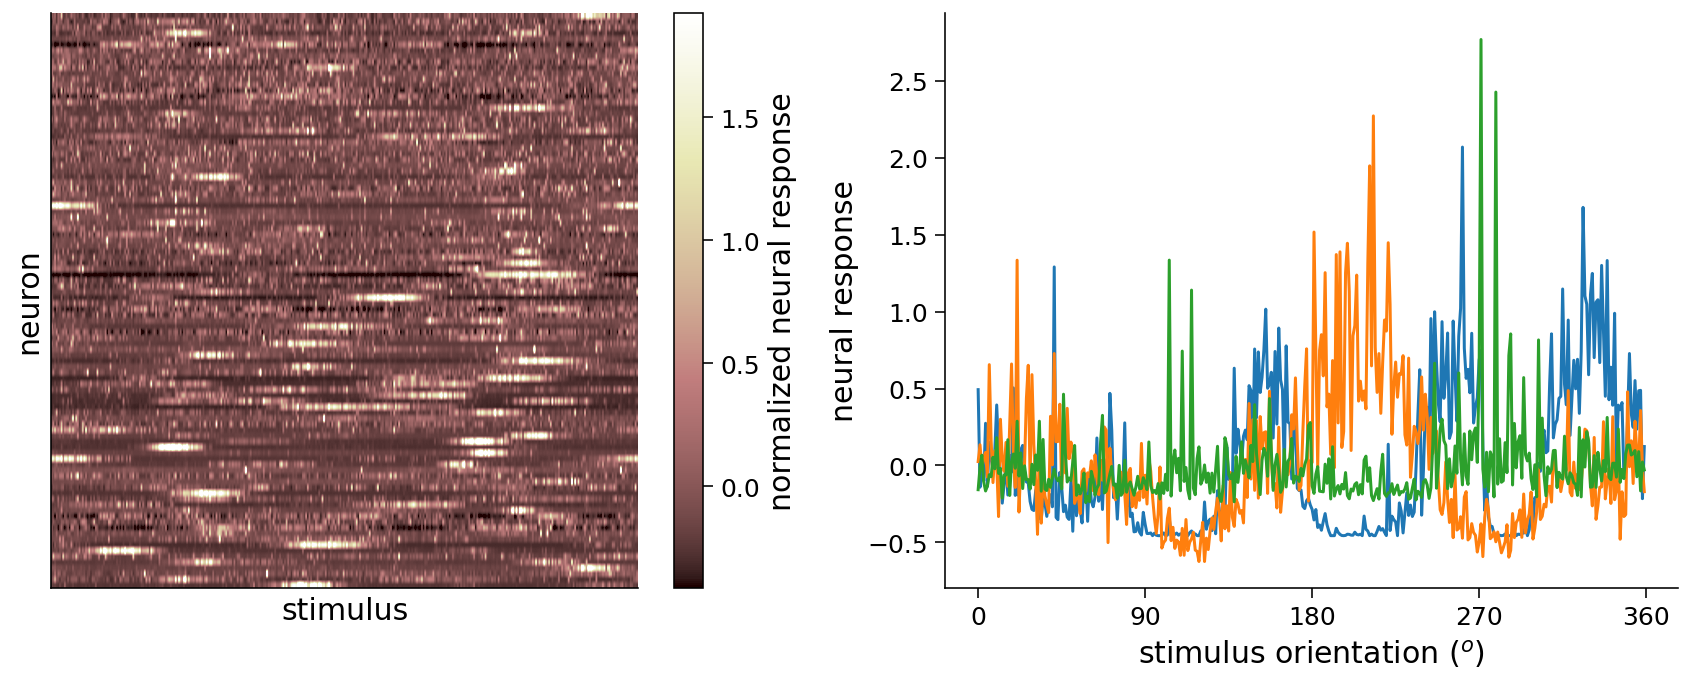 neuron
stimulus
1.5
1.0
0.5
0.0
normalized neural response
neural response
2.5
2.0
1.5
1.0
0.5
0.0
−0.5
0 90 180 270 360
stimulus orientation (o)